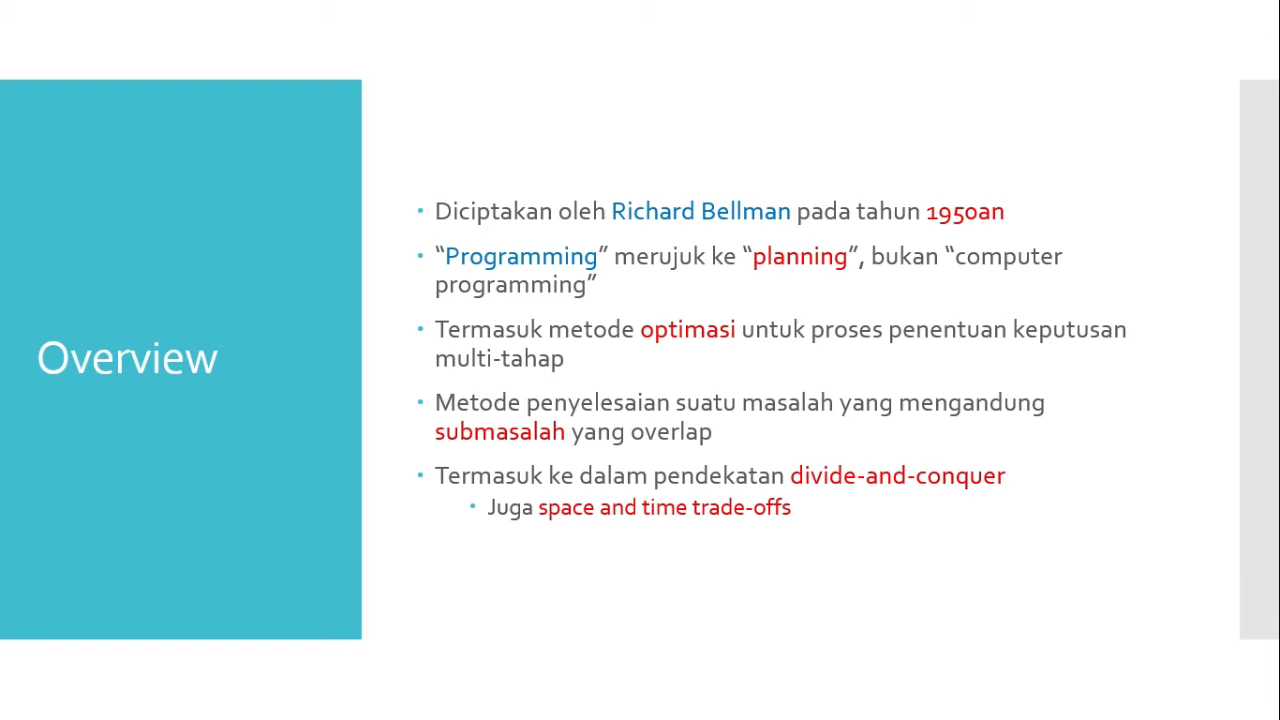 Overview
• Diciptakan oleh Richard Bellman pada tahun 1950an
• “Programming” merujuk ke “planning”, bukan “computer
programming”
• Termasuk metode optimasi untuk proses penentuan keputusan
multi-tahap
• Metode penyelesaian suatu masalah yang mengandung
submasalah yang overlap
• Termasuk ke dalam pendekatan divide-and-conquer
• Juga space and time trade-offs